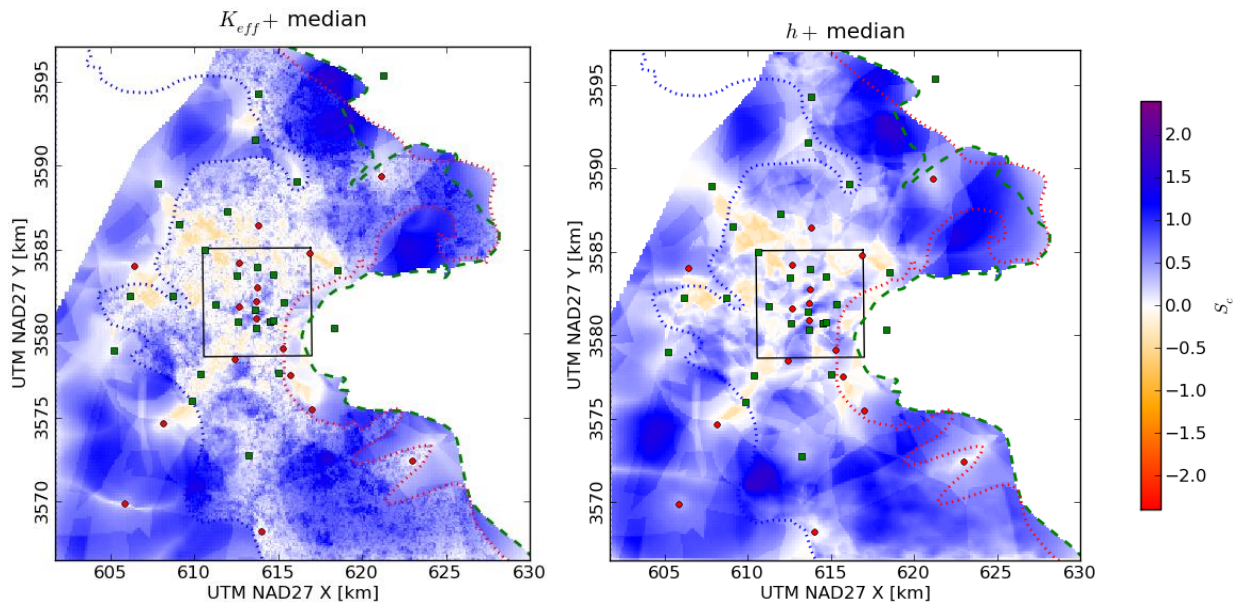 K_eff + median
h + median
3595
3590
3585
3580
3575
3570
UTM NAD27 Y [km]
605 610 615 620 625 630
UTM NAD27 X [km]
3595
3590
3585
3580
3575
3570
UTM NAD27 Y [km]
605 610 615 620 625 630
UTM NAD27 X [km]
2.0
1.5
1.0
0.5
0.0
−0.5
−1.0
−1.5
−2.0
S_c